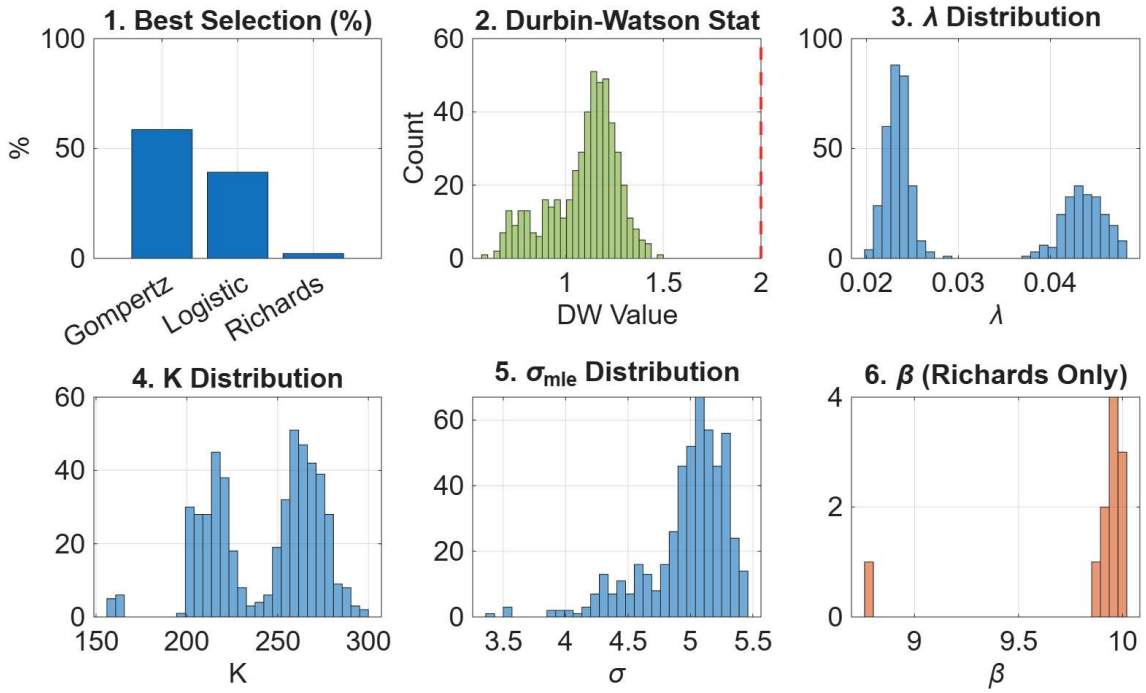 1. Best Selection (%)
100
50
0
%
Gompertz
Logistic
Richards
2. Durbin-Watson Stat
60
40
20
0
Count
1
1.5
2
DW Value
3. λ Distribution
100
50
0
0.02
0.03
0.04
λ
4. K Distribution
60
40
20
0
150
200
250
300
K
5. σmle Distribution
60
40
20
0
3.5
4
4.5
5
5.5
σ
6. β (Richards Only)
4
2
0
9
9.5
10
β